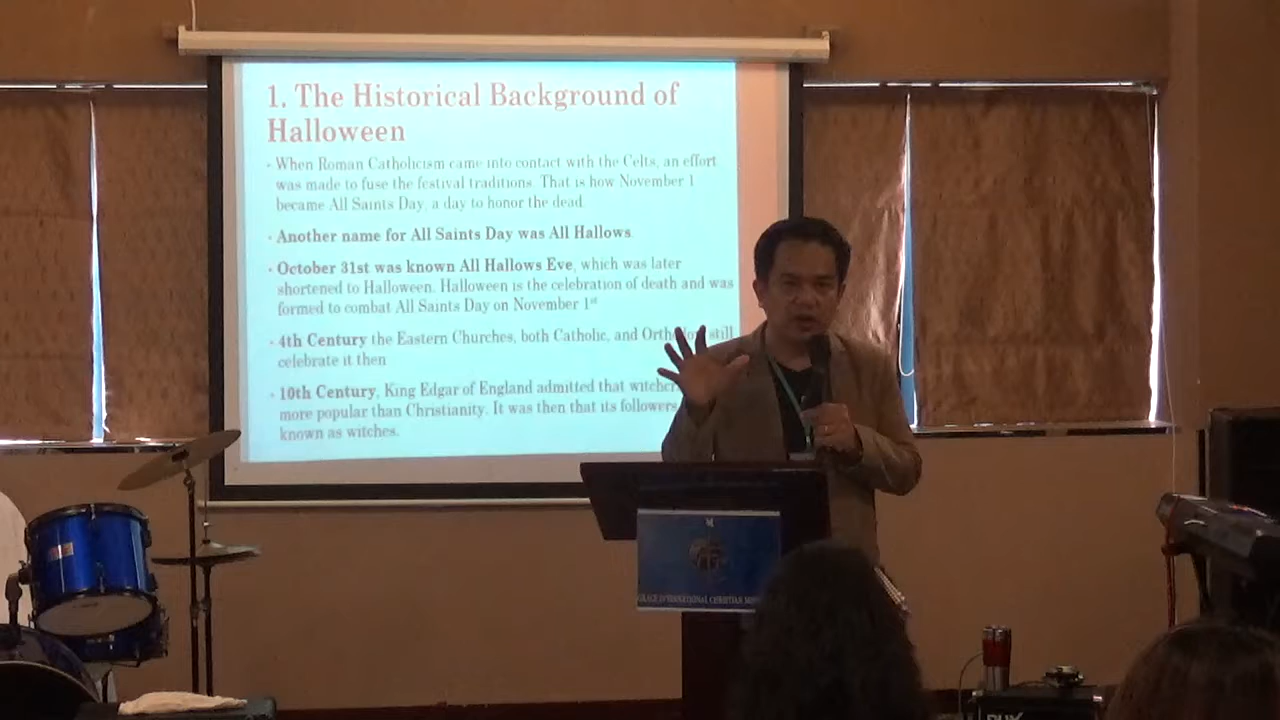 1. The Historical Background of
Halloween
- When Roman Catholicism came into contact with the Celts, an effort
was made to fuse the festival traditions. That is how November 1
became All Saints Day, a day to honor the dead.
- Another name for All Saints Day was All Hallows.
- October 31st was known All Hallows Eve, which was later
shortened to Halloween. Halloween is the celebration of death and was
formed to combat All Saints Day on November 1st
- 4th Century the Eastern Churches, both Catholic, and still
celebrate it then
- 10th Century, King Edgar of England admitted that
more popular than Christianity. It was then that its followers
known as witches.
GRACE INTERNATIONAL CHRISTIAN